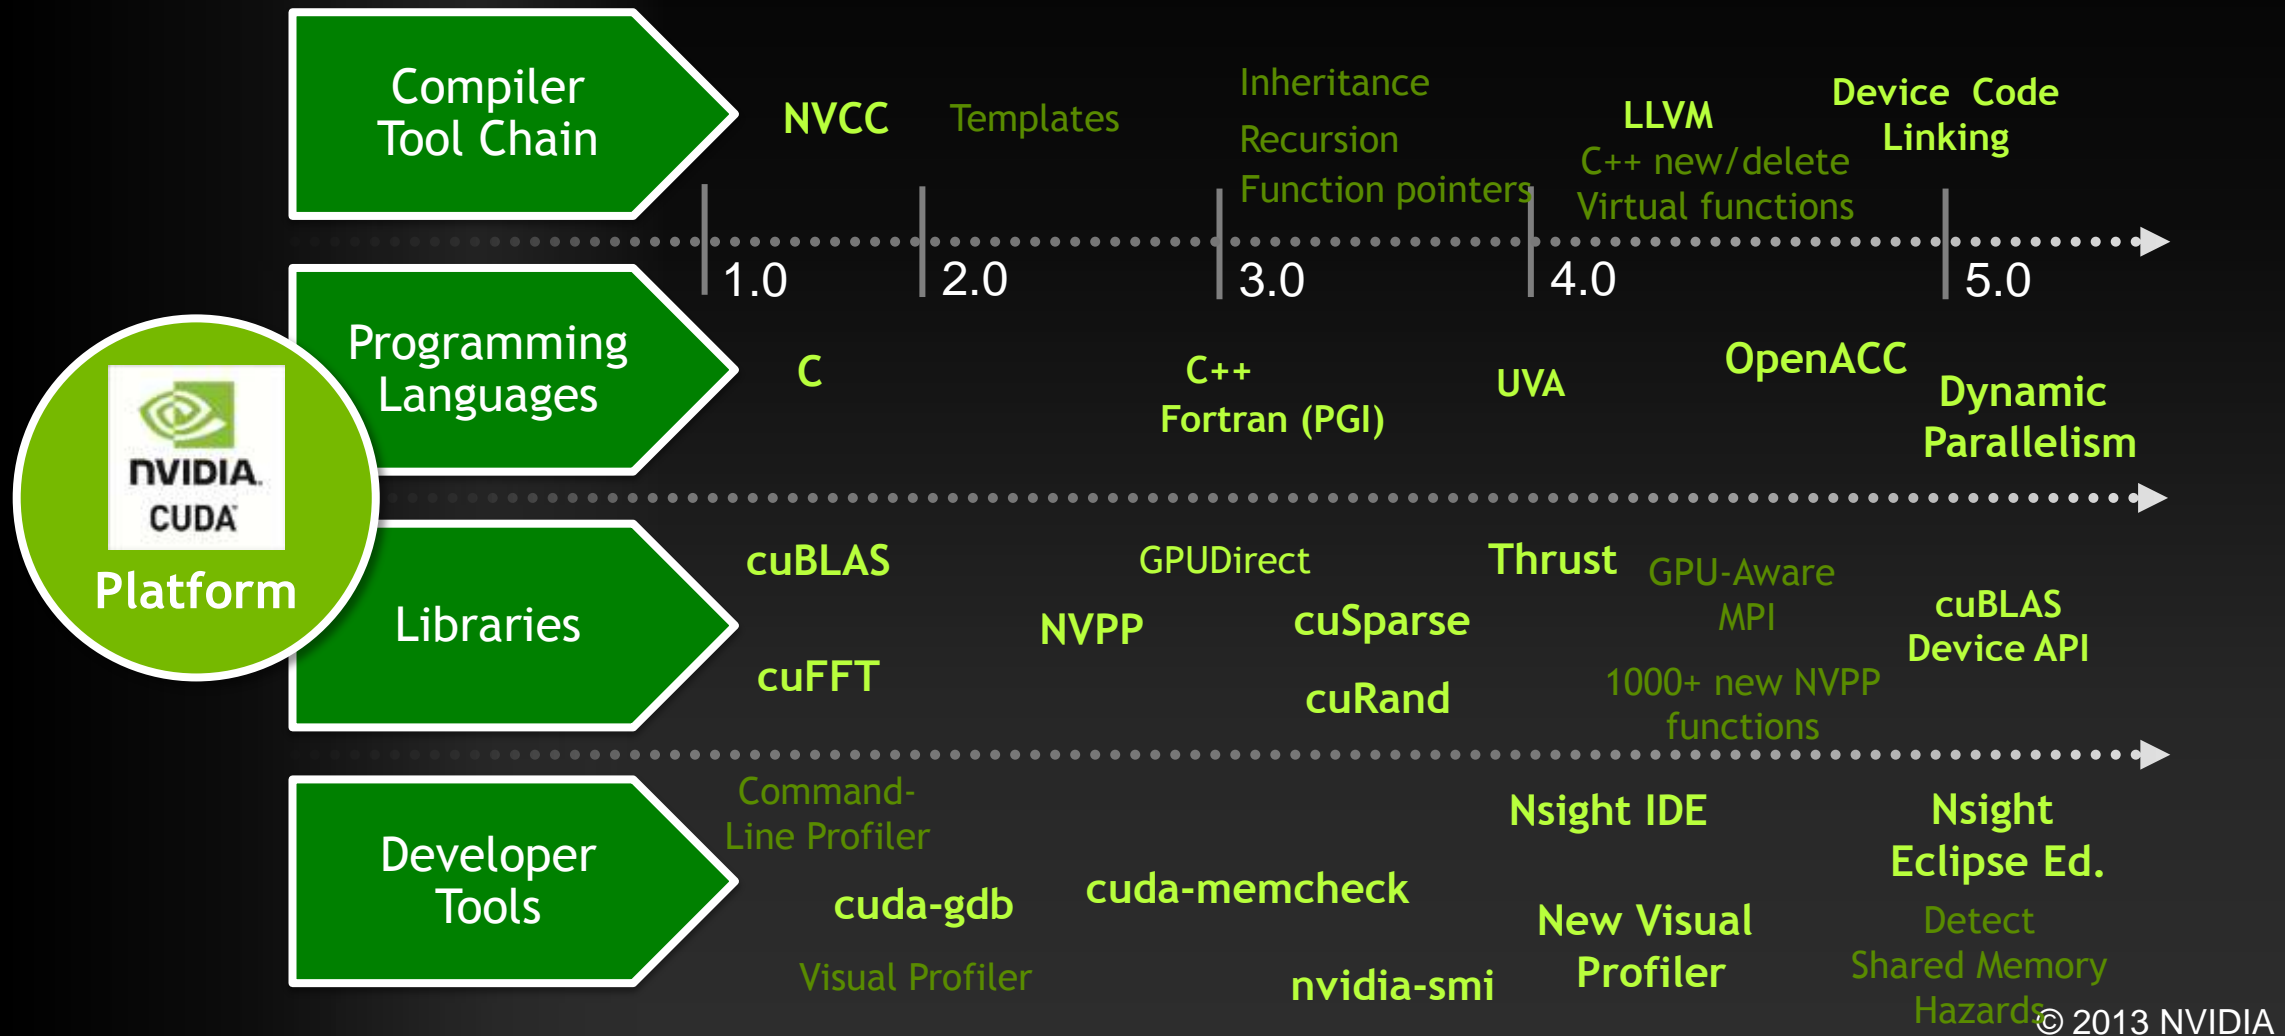 Compiler
Tool Chain
NVCC
Templates
Inheritance
Recursion
Function pointers
LLVM
C++ new/delete
Virtual functions
Device Code
Linking
1.0
2.0
3.0
4.0
5.0
Programming
Languages
C
C++
Fortran (PGI)
UVA
OpenACC
Dynamic
Parallelism
NVIDIA.
CUDA
Platform
Libraries
cuBLAS
cuFFT
GPUDirect
NVPP
cuSparse
cuRand
Thrust
GPU-Aware
MPI
1000+ new NVPP
functions
cuBLAS
Device API
Developer
Tools
Command-
Line Profiler
cuda-gdb
Visual Profiler
cuda-memcheck
nvidia-smi
Nsight IDE
New Visual
Profiler
Nsight
Eclipse Ed.
Detect
Shared Memory
Hazards
© 2013 NVIDIA